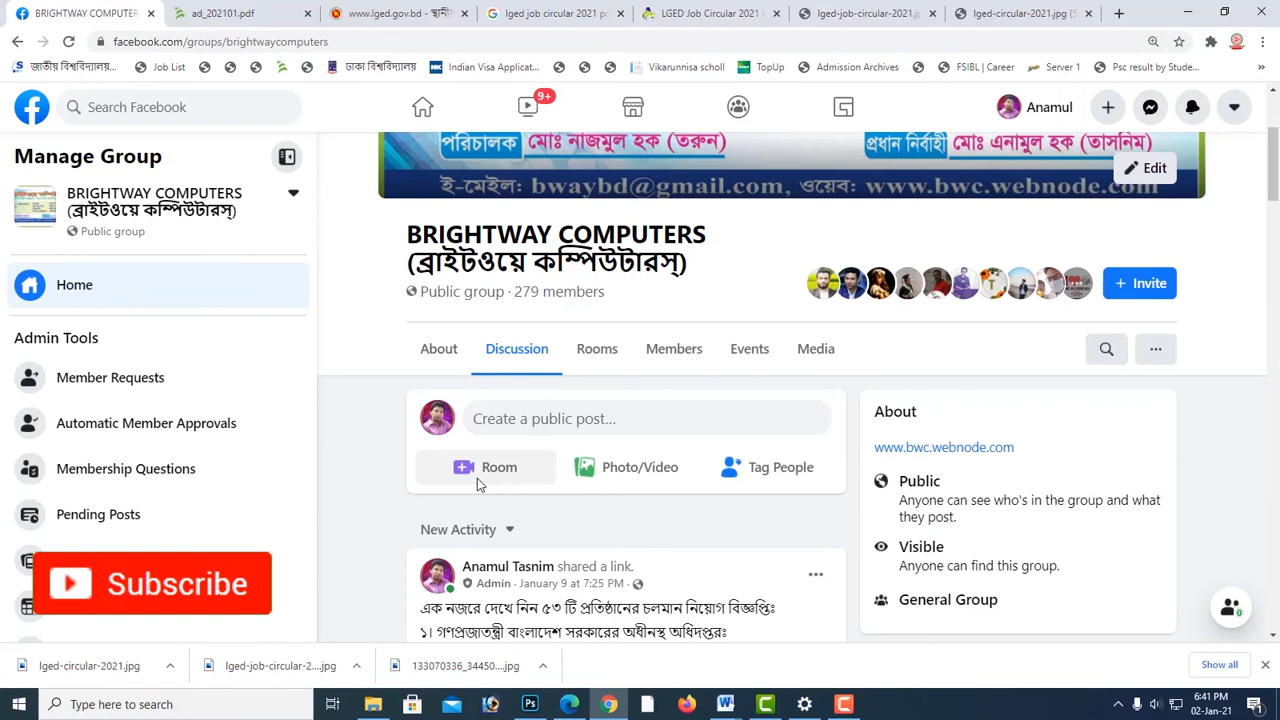 BRIGHTWAY COMPUTERS
ad_202101.pdf
www.lged.gov.bd - স্থানী
lged job circular 2021 p
LGED Job Circular 2021
lged-job-circular-2021.j
lged-circular-2021.jpg (5
facebook.com/groups/brightwaycomputers
জাতীয় বিশ্ববিদ্যালয়...
Job List
ঢাকা বিশ্ববিদ্যালয়
Indian Visa Applicat...
Vikarunnisa scholl
TopUp
Admission Archives
FSIBL | Career
Server 1
Psc result by Stude...
Search Facebook
9+
Anamul
Manage Group
BRIGHTWAY COMPUTERS
(ব্রাইটওয়ে কম্পিউটারস্)
Public group
Home
Admin Tools
Member Requests
Automatic Member Approvals
Membership Questions
Pending Posts
Subscribe
পরিচালক মোঃ নাজমুল হক (তরুন)
প্রধান নির্বাহী মোঃ এনামুল হক (তাসনিম)
ই-মেইল: bwaybd@gmail.com, ওয়েব: www.bwc.webnode.com
Edit
BRIGHTWAY COMPUTERS
(ব্রাইটওয়ে কম্পিউটারস্)
Public group · 279 members
+ Invite
About
Discussion
Rooms
Members
Events
Media
Create a public post...
Room
Photo/Video
Tag People
New Activity
Anamul Tasnim shared a link.
Admin · January 9 at 7:25 PM ·
এক নজরে দেখে নিন ৫৩ টি প্রতিষ্ঠানের চলমান নিয়োগ বিজ্ঞপ্তিঃ
১। গণপ্রজাতন্ত্রী বাংলাদেশ সরকারের অধীনস্থ অধিদপ্তরঃ
About
www.bwc.webnode.com
Public
Anyone can see who's in the group and what
they post.
Visible
Anyone can find this group.
General Group
lged-circular-2021.jpg
lged-job-circular-2....jpg
133070336_34450....jpg
Show all
Type here to search
6:41 PM
02-Jan-21